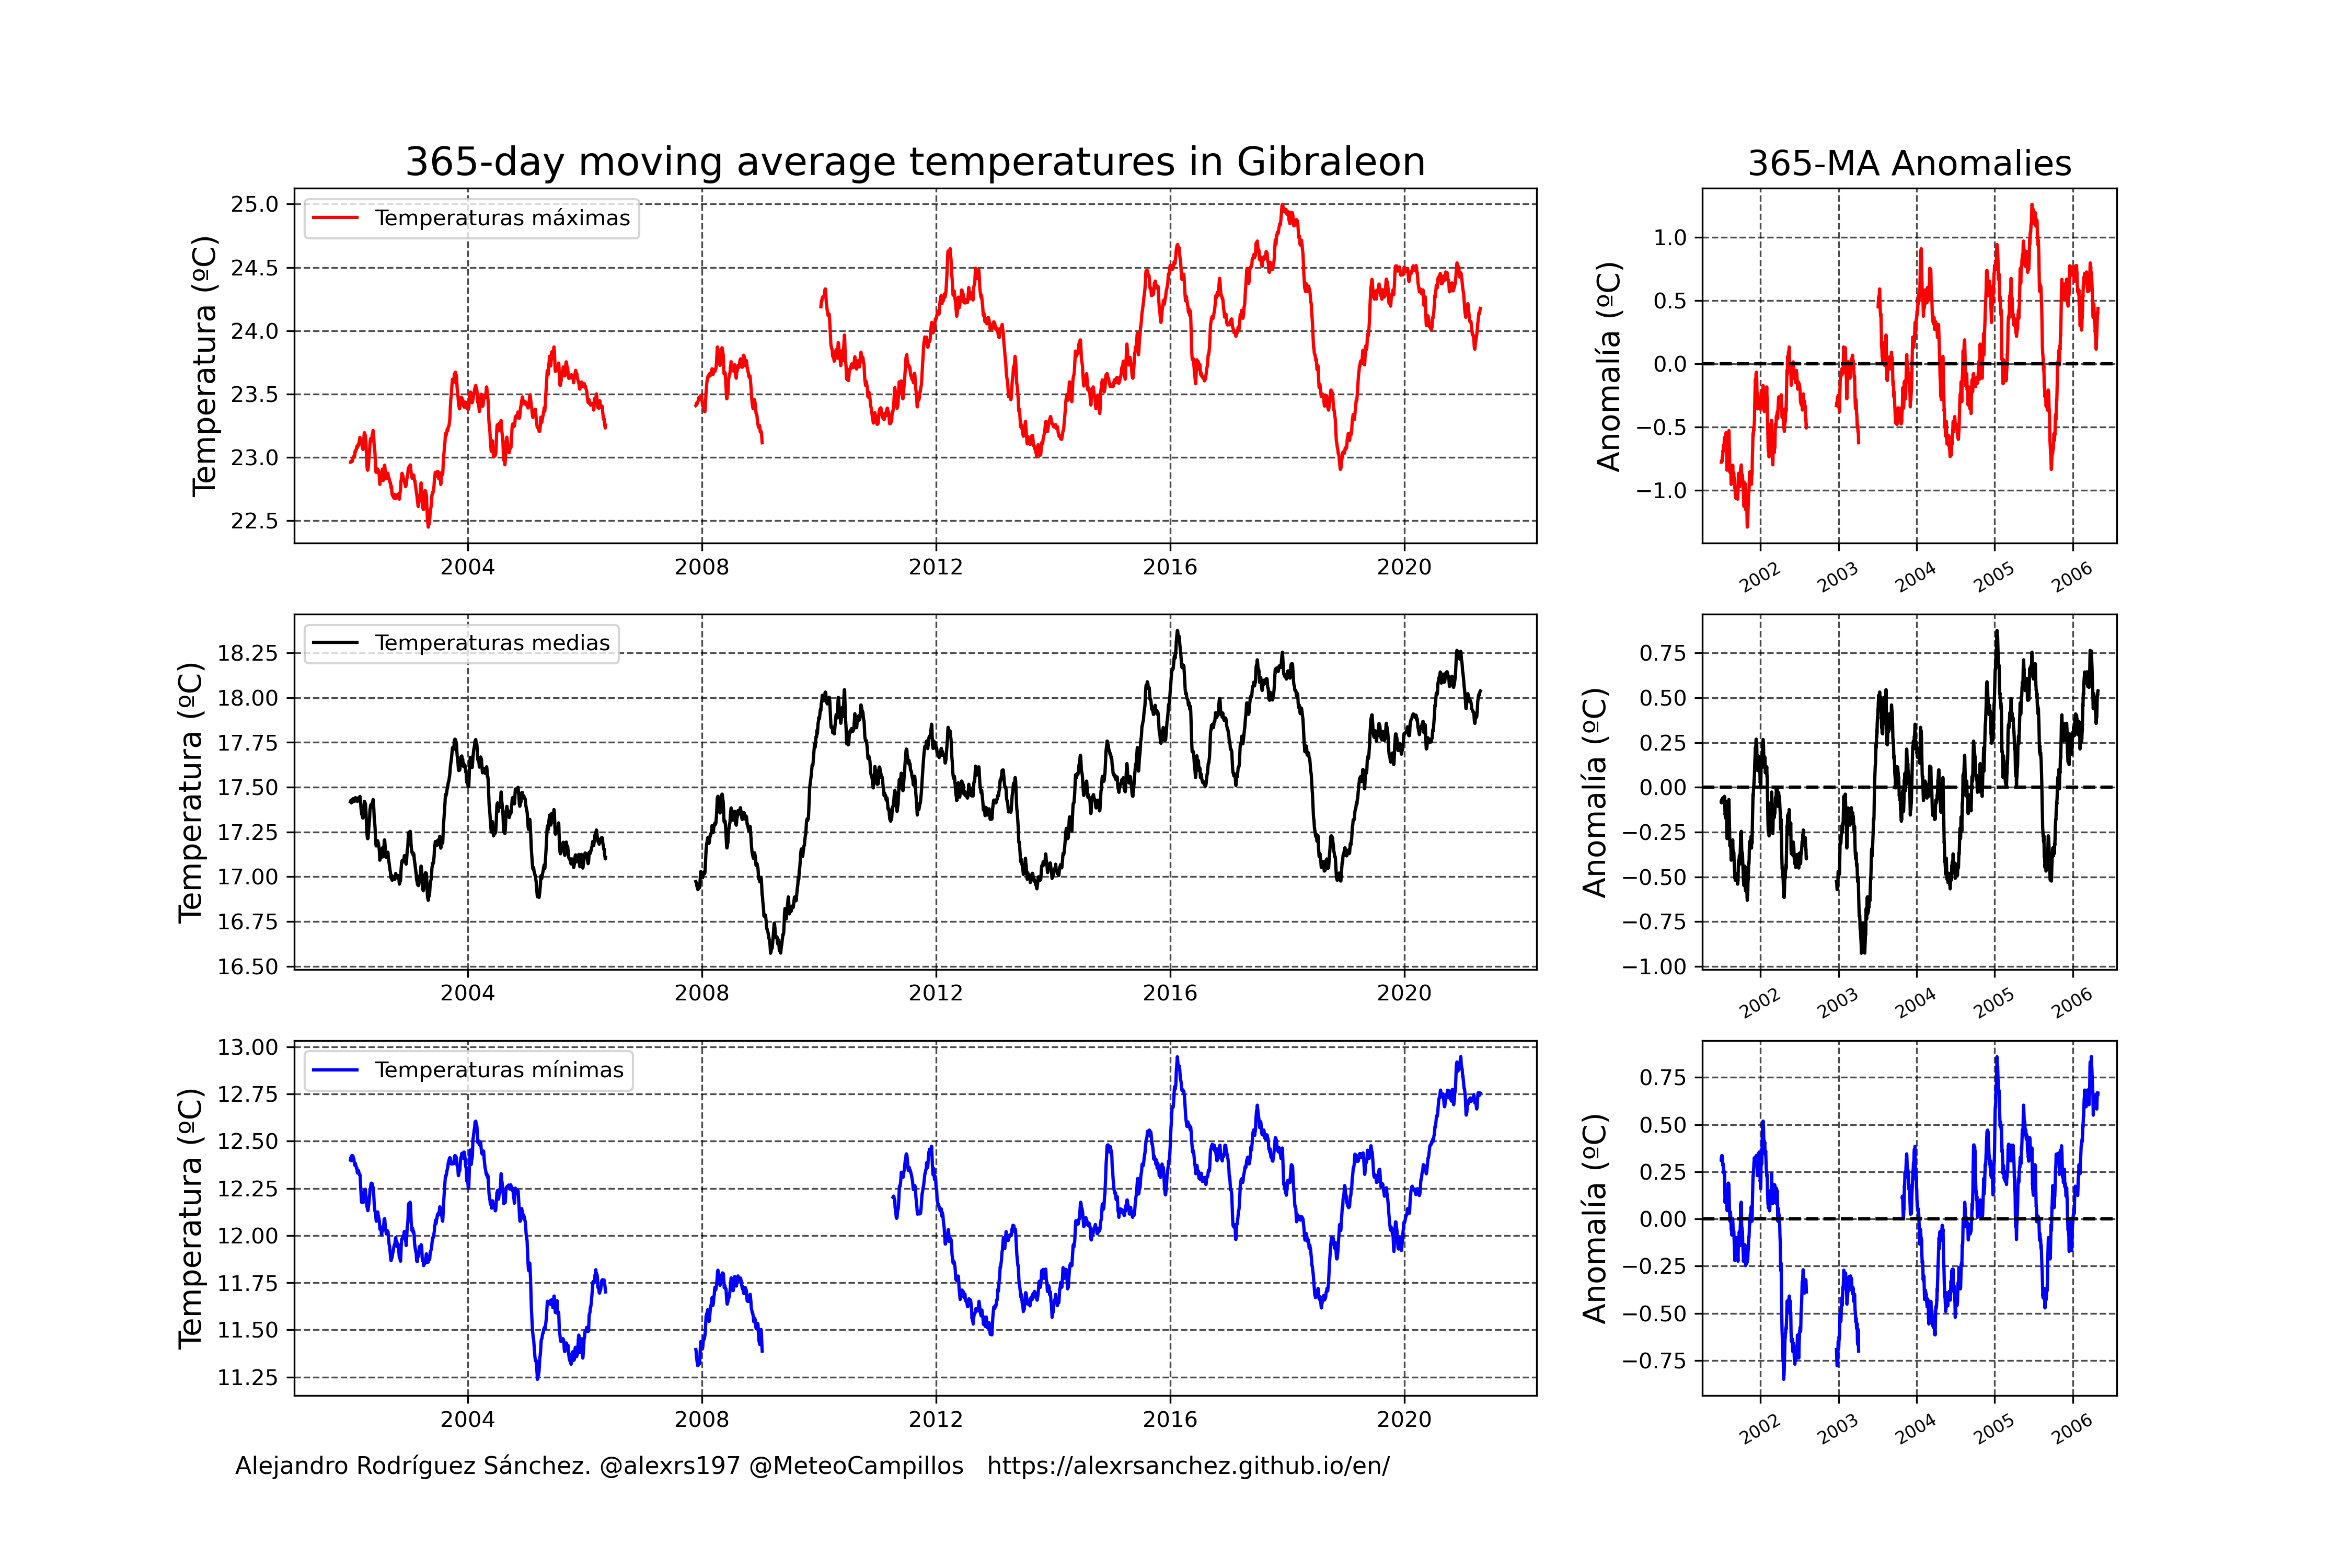 365-day moving average temperatures in Gibraleon
365-MA Anomalies
Temperatura (ºC)
25.0
24.5
24.0
23.5
23.0
22.5
Temperaturas máximas
2004 2008 2012 2016 2020
Anomalía (ºC)
1.0
0.5
0.0
−0.5
−1.0
2002 2003 2004 2005 2006
Temperatura (ºC)
18.25
18.00
17.75
17.50
17.25
17.00
16.75
16.50
Temperaturas medias
2004 2008 2012 2016 2020
Anomalía (ºC)
0.75
0.50
0.25
0.00
−0.25
−0.50
−0.75
−1.00
2002 2003 2004 2005 2006
Temperatura (ºC)
13.00
12.75
12.50
12.25
12.00
11.75
11.50
11.25
Temperaturas mínimas
2004 2008 2012 2016 2020
Anomalía (ºC)
0.75
0.50
0.25
0.00
−0.25
−0.50
−0.75
2002 2003 2004 2005 2006
Alejandro Rodríguez Sánchez. @alexrs197 @MeteoCampillos https://alexrsanchez.github.io/en/